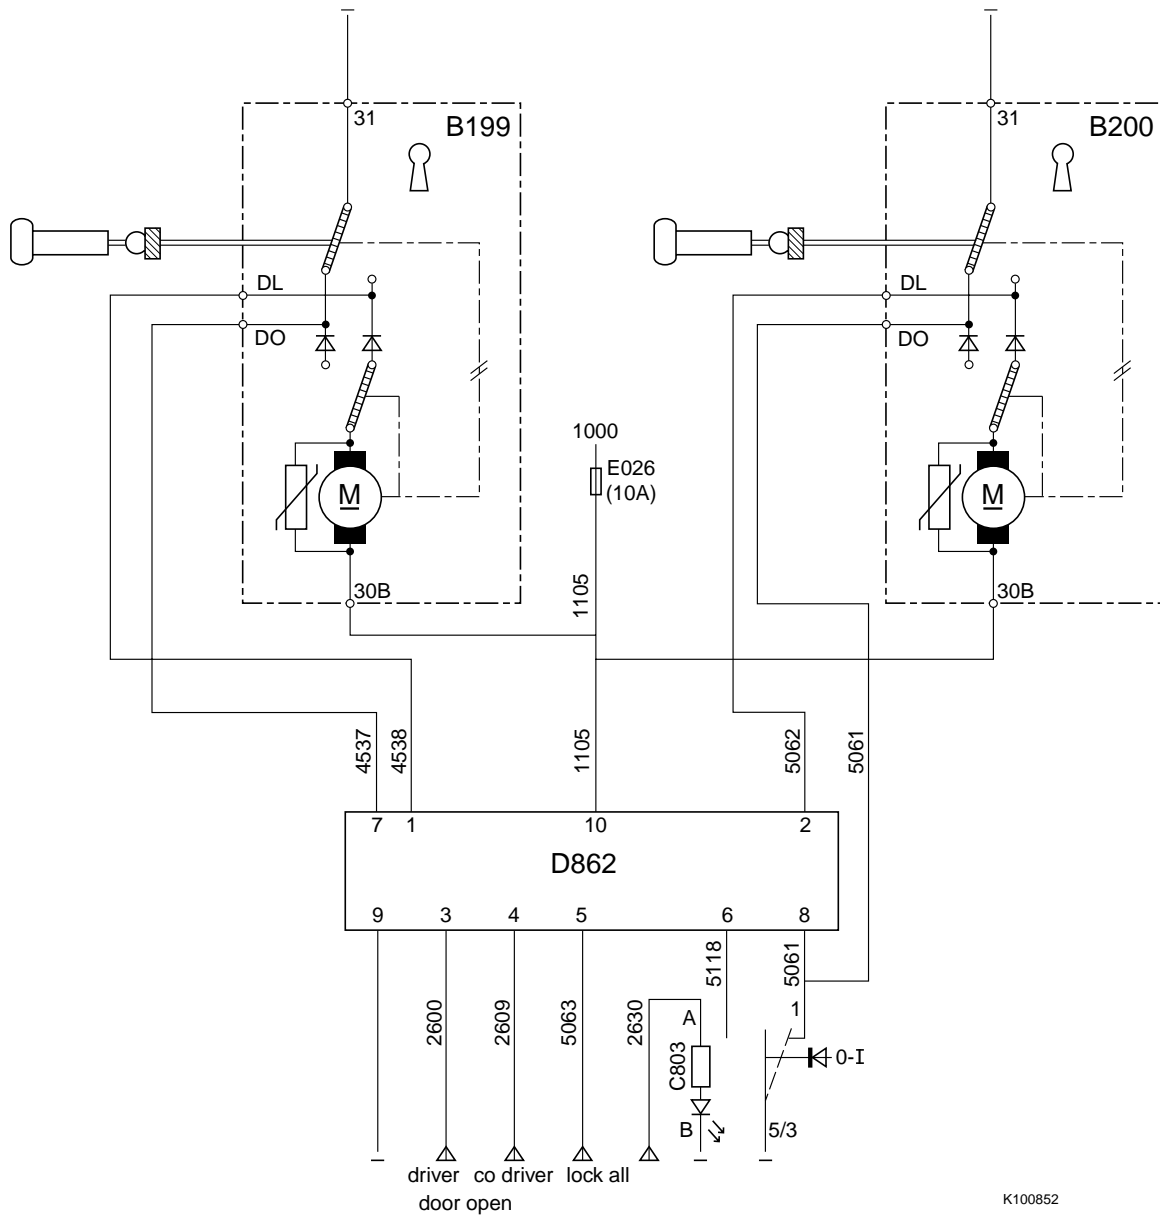 31
B199
31
B200
DL
DO
DL
DO
M
M
1000
E026
(10A)
30B
30B
1105
4537
4538
1105
5062
5061
7 1 10 2
D862
9 3 4 5 6 8
2600
2609
5063
2630
5118
5061
A
C803
B
1
0-I
5/3
driver co driver lock all
door open
K100852